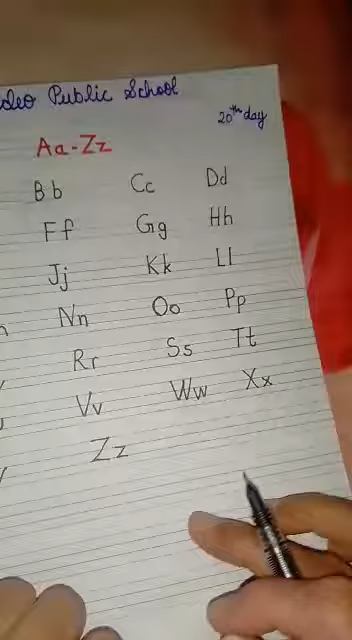 deo Public School
20th day
Aa-Zz
Bb Cc Dd
Ff Gg Hh
Jj Kk Ll
Nn Oo Pp
Rr Ss Tt
Vv Ww Xx
Zz